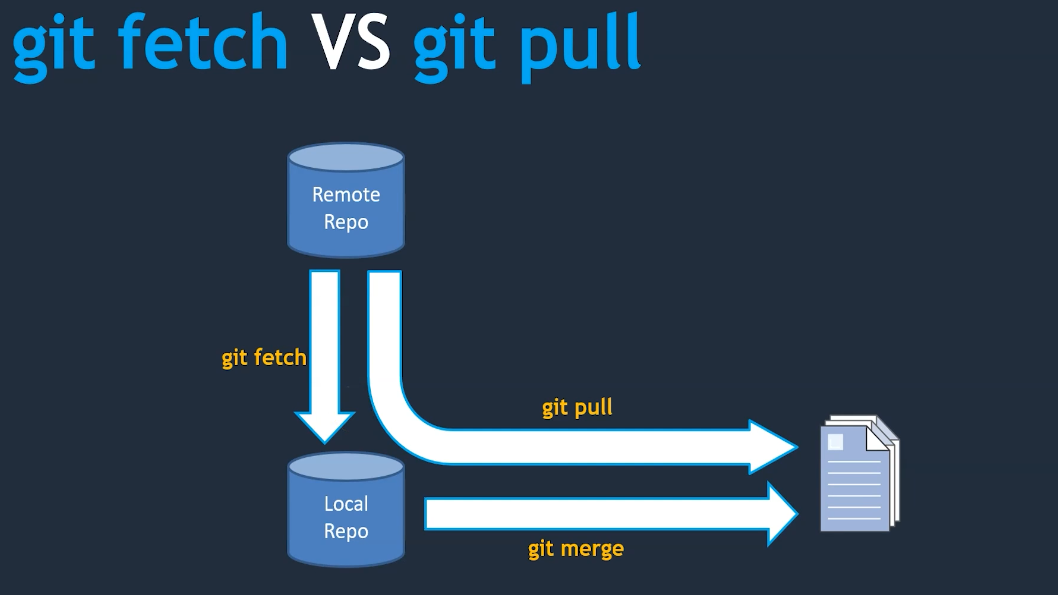 git fetch VS git pull
Remote
Repo
git fetch
git pull
Local
Repo
git merge